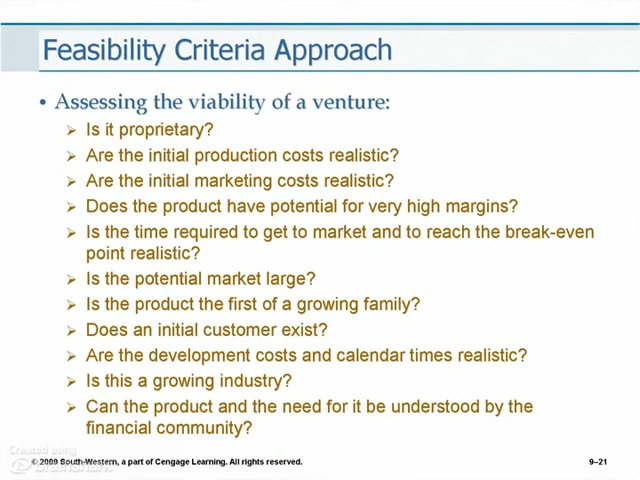 Feasibility Criteria Approach
• Assessing the viability of a venture:
➢ Is it proprietary?
➢ Are the initial production costs realistic?
➢ Are the initial marketing costs realistic?
➢ Does the product have potential for very high margins?
➢ Is the time required to get to market and to reach the break-even
point realistic?
➢ Is the potential market large?
➢ Is the product the first of a growing family?
➢ Does an initial customer exist?
➢ Are the development costs and calendar times realistic?
➢ Is this a growing industry?
➢ Can the product and the need for it be understood by the
financial community?
Created using
© 2009 South-Western, a part of Cengage Learning. All rights reserved.
9–21